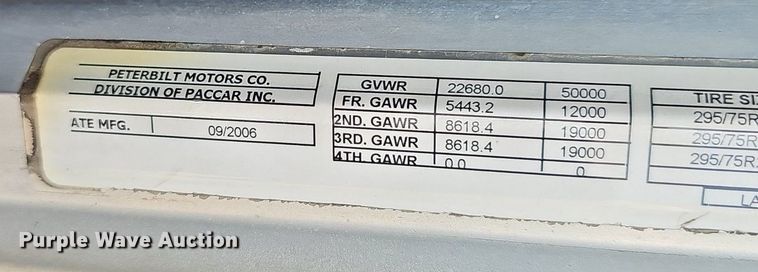 PETERBILT MOTORS CO.
DIVISION OF PACCAR INC.
ATE MFG. 09/2006
GVWR 22680.0 50000
FR. GAWR 5443.2 12000
2ND. GAWR 8618.4 19000
3RD. GAWR 8618.4 19000
4TH. GAWR 0.0 0
TIRE SI
295/75R
295/75R
295/75R
LA
Purple Wave Auction